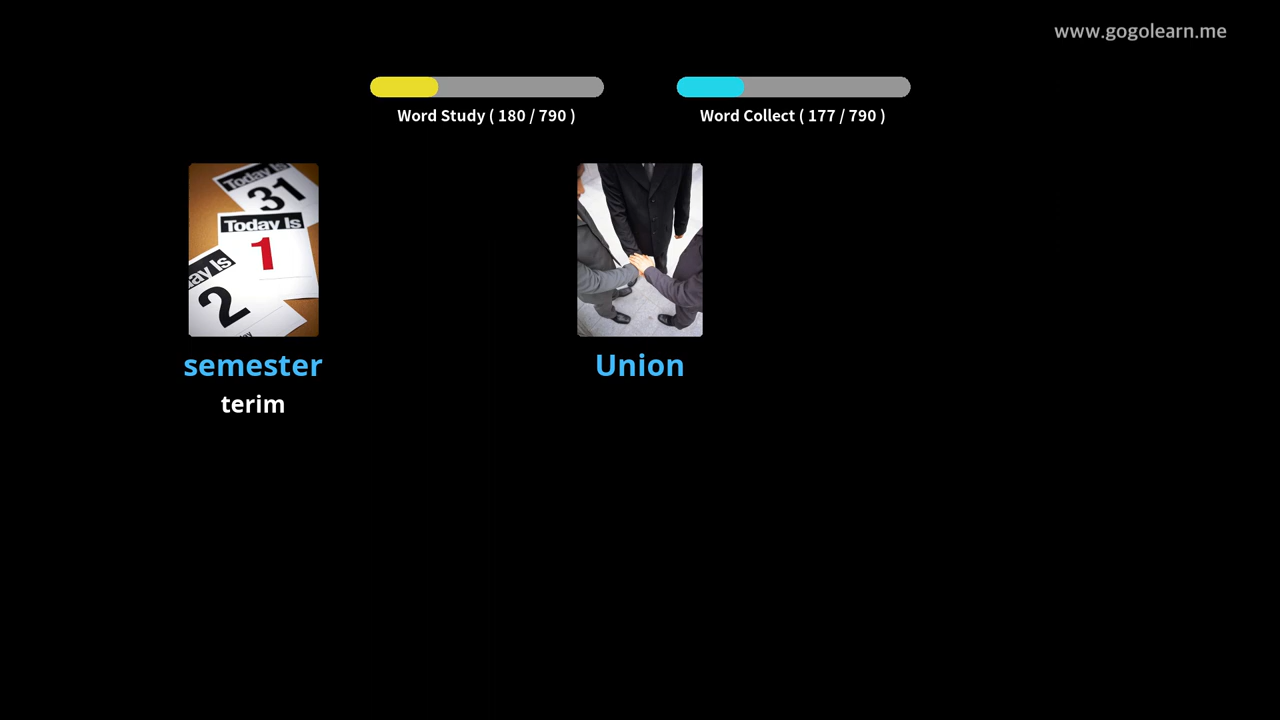 www.gogolearn.me
Word Study ( 180 / 790 )
Word Collect ( 177 / 790 )
Today Is
31
Today Is
1
ay Is
2
semester
Union
terim